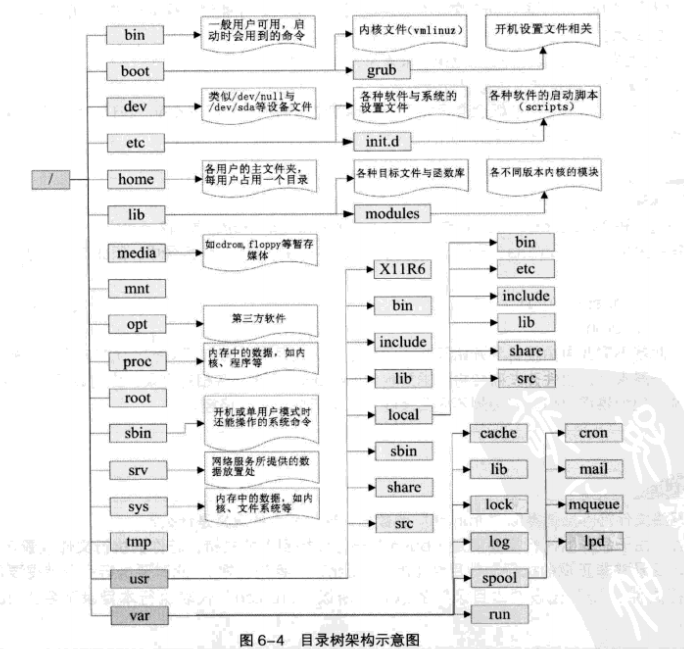 bin
一般用户可用，启
动时会用到的命令
内核文件(vmlinuz)
开机设置文件相关
boot
grub
dev
类似/dev/null与
/dev/sda等设备文件
各种软件与系统的
设置文件
各种软件的启动脚本
(scripts)
etc
init.d
/
home
各用户的主文件夹,
每用户占用一个目录
各种目标文件与函数库
各不同版本内核的模块
lib
modules
media
如cdrom,floppy等暂存
媒体
mnt
opt
第三方软件
proc
内存中的数据，如内
核、程序等
root
sbin
开机或单用户模式时
还能操作的系统命令
srv
网络服务所提供的数
据放置处
sys
内存中的数据，如内
核、文件系统等
tmp
usr
var
X11R6
bin
include
lib
local
sbin
share
src
bin
etc
include
lib
share
src
cache
lib
lock
log
spool
run
cron
mail
mqueue
lpd
图 6-4 目录树架构示意图